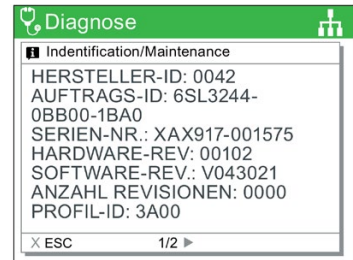 Diagnose
Indentification/Maintenance
HERSTELLER-ID: 0042
AUFTRAGS-ID: 6SL3244-
0BB00-1BA0
SERIEN-NR.: XAX917-001575
HARDWARE-REV: 00102
SOFTWARE-REV.: V043021
ANZAHL REVISIONEN: 0000
PROFIL-ID: 3A00
X ESC 1/2 ▶